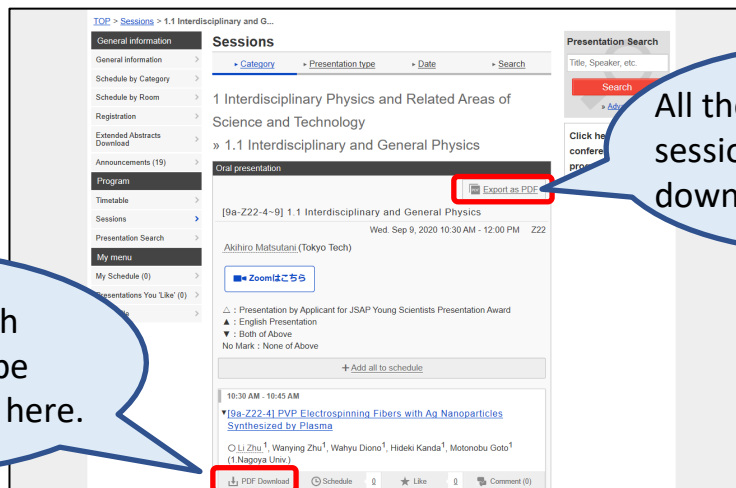 TOP > Sessions > 1.1 Interdisciplinary and G...
General information
General information
Schedule by Category
Schedule by Room
Registration
Extended Abstracts
Download
Announcements (19)
Program
Timetable
Sessions
Presentation Search
My menu
My Schedule (0)
Presentations You 'Like' (0)
Sessions
Category
Presentation type
Date
Search
1 Interdisciplinary Physics and Related Areas of
Science and Technology
» 1.1 Interdisciplinary and General Physics
Oral presentation
Export as PDF
[9a-Z22-4~9] 1.1 Interdisciplinary and General Physics
Wed. Sep 9, 2020 10:30 AM - 12:00 PM Z22
Akihiro Matsutani (Tokyo Tech)
Zoomはこちら
△ : Presentation by Applicant for JSAP Young Scientists Presentation Award
▲ : English Presentation
▼ : Both of Above
No Mark : None of Above
+ Add all to schedule
10:30 AM - 10:45 AM
▼[9a-Z22-4] PVP Electrospinning Fibers with Ag Nanoparticles
Synthesized by Plasma
○Li Zhu1, Wanying Zhu1, Wahyu Diono1, Hideki Kanda1, Motonobu Goto1
(1.Nagoya Univ.)
PDF Download
Schedule 0
Like 0
Comment (0)
Presentation Search
Title, Speaker, etc.
Search
Click he
confere
All the
sessio
down
be
here.